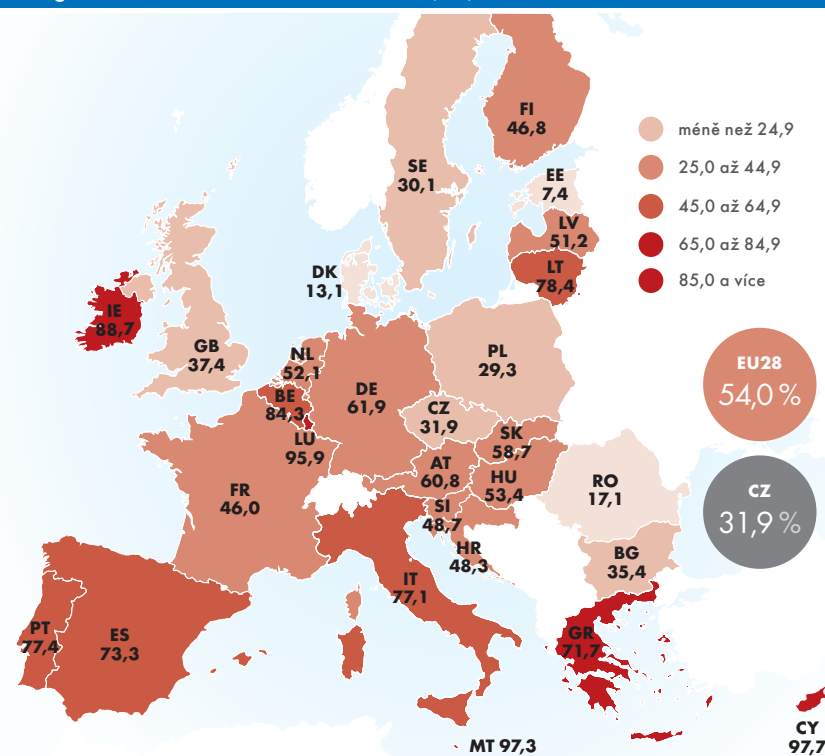 FI
46,8
SE
30,1
EE
7,4
LV
51,2
LT
78,4
DK
13,1
IE
88,7
GB
37,4
NL
52,1
BE
84,3
LU
95,9
DE
61,9
PL
29,3
CZ
31,9
SK
58,7
AT
60,8
HU
53,4
SI
48,7
HR
48,3
RO
17,1
BG
35,4
FR
46,0
IT
77,1
PT
77,4
ES
73,3
GR
71,7
MT 97,3
CY
97,7
méně než 24,9
25,0 až 44,9
45,0 až 64,9
65,0 až 84,9
85,0 a více
EU28
54,0 %
CZ
31,9 %